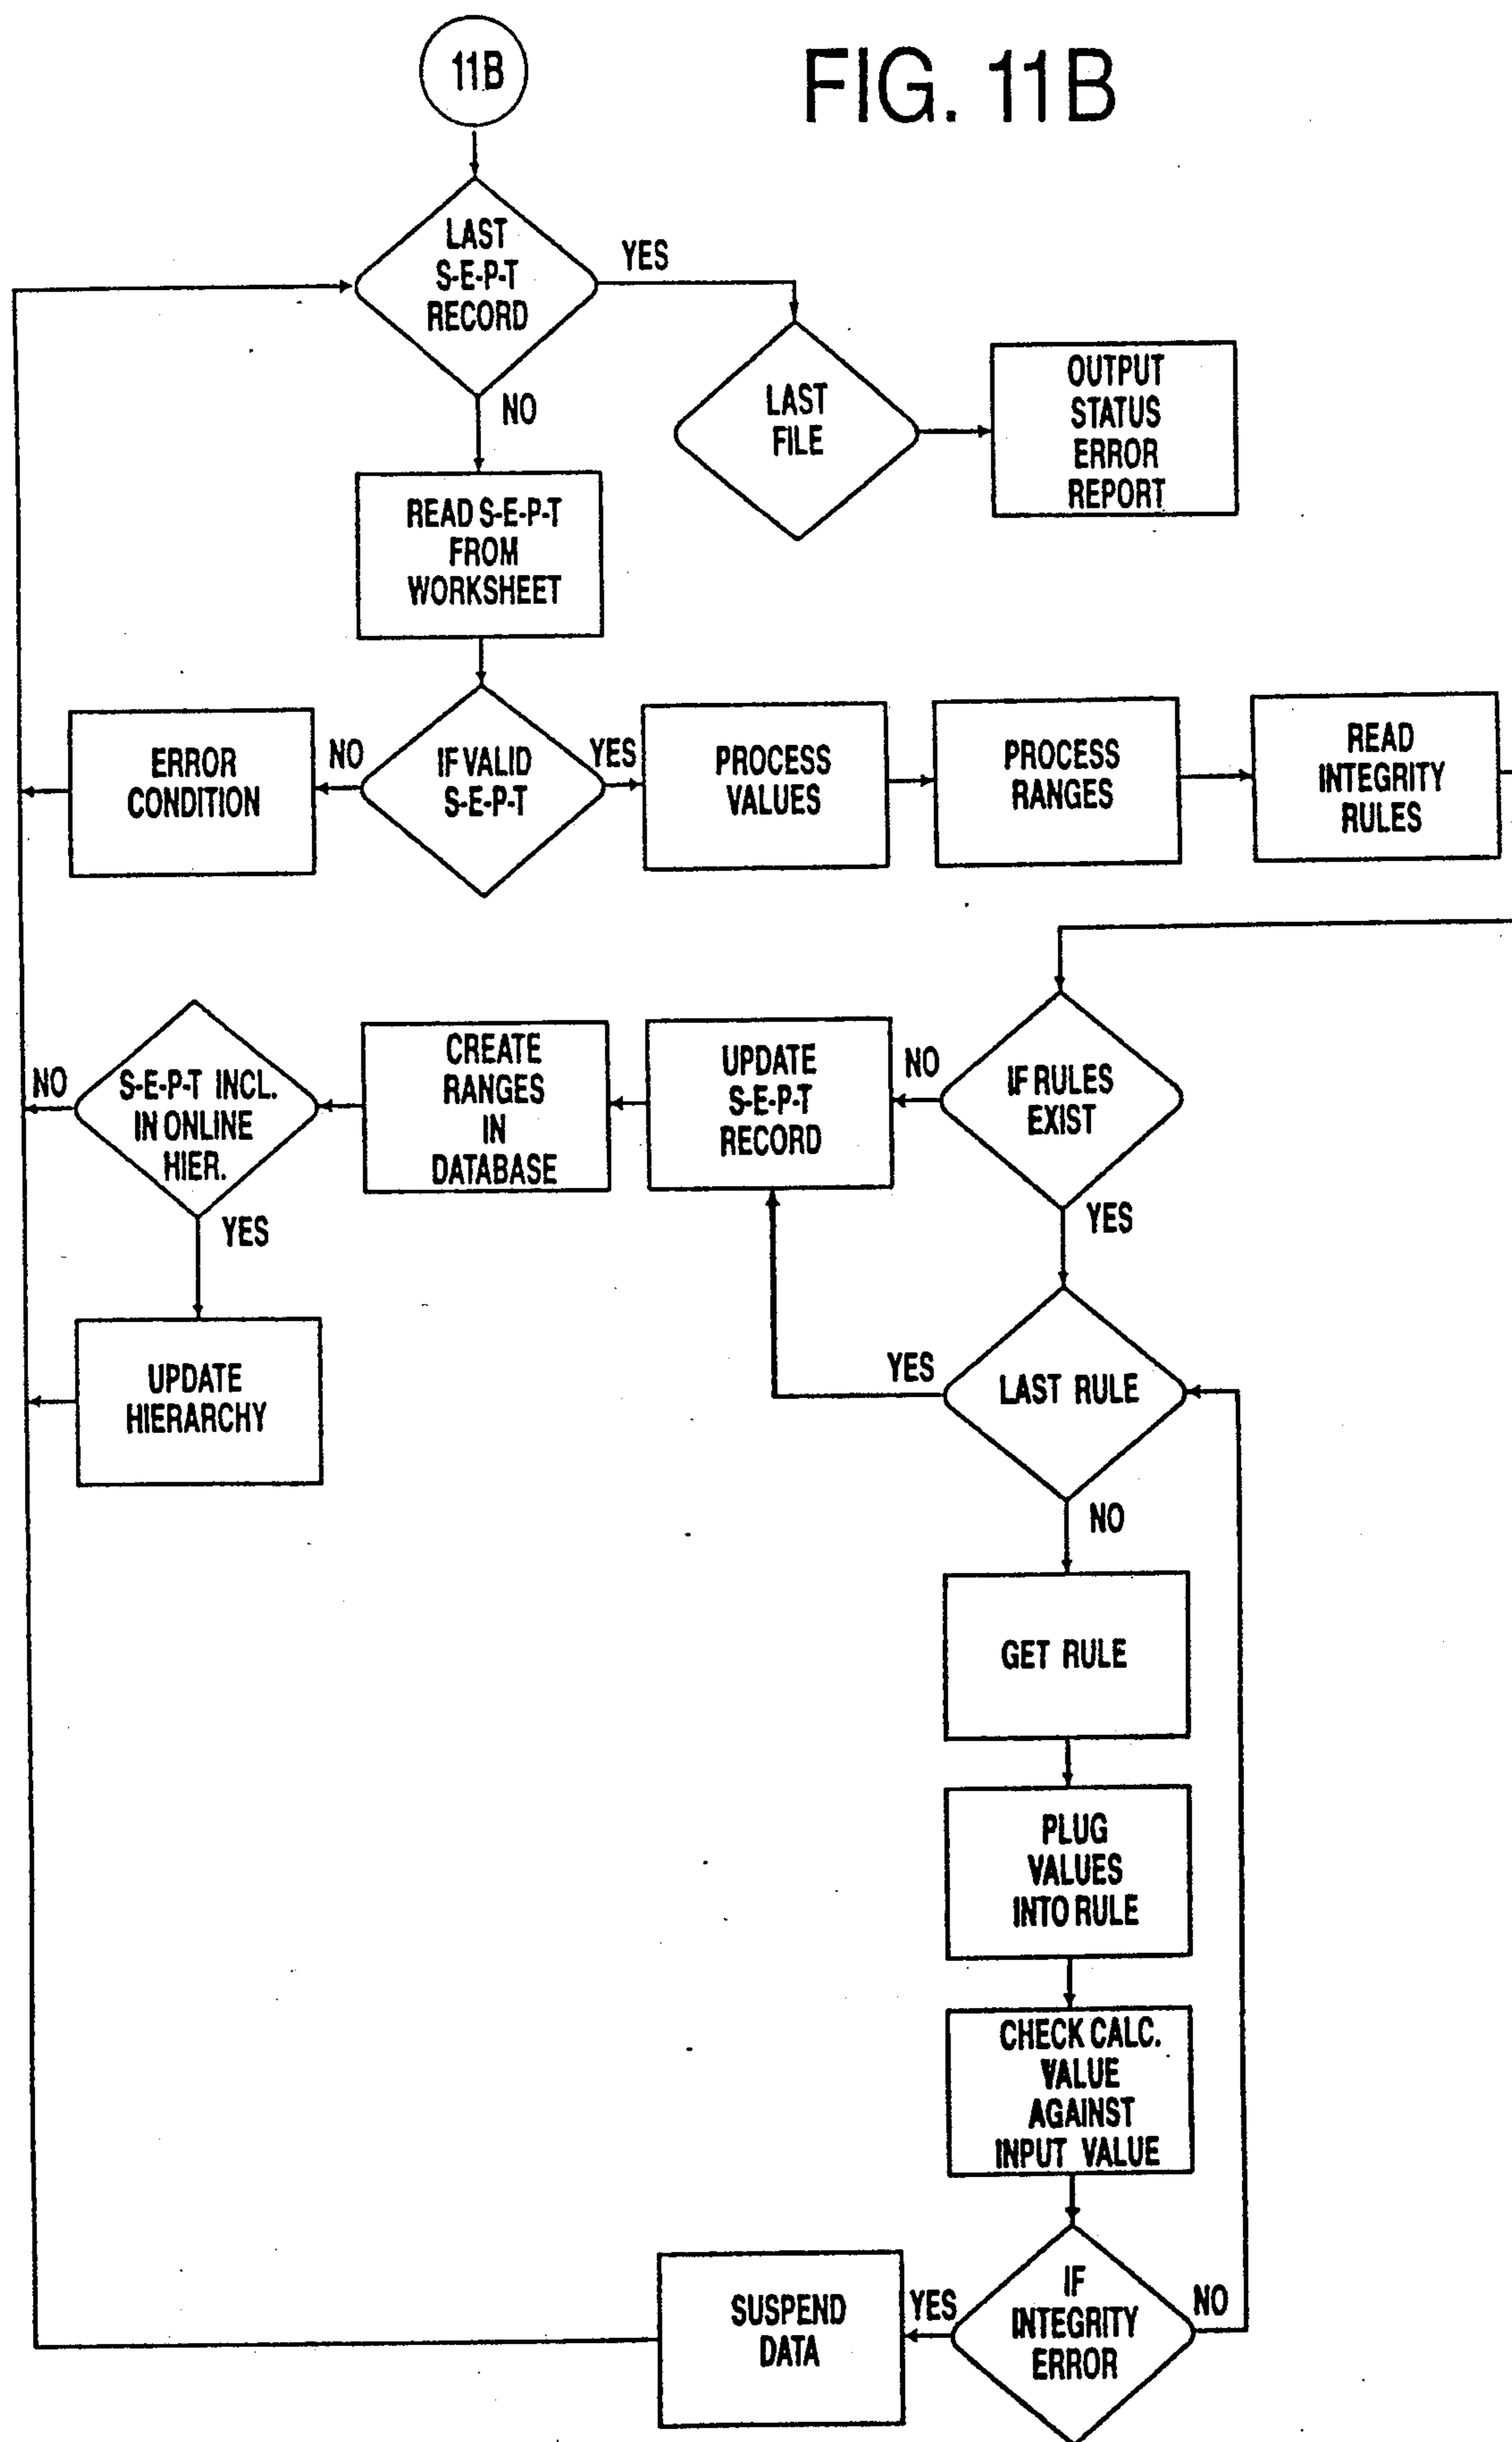 11B
FIG. 11B
LAST
S-E-P-T
RECORD
YES
NO
LAST
FILE
OUTPUT
STATUS
ERROR
REPORT
READ S-E-P-T
FROM
WORKSHEET
ERROR
CONDITION
NO
IF VALID
S-E-P-T
YES
PROCESS
VALUES
PROCESS
RANGES
READ
INTEGRITY
RULES
NO
S-E-P-T INCL.
IN ONLINE
HIER.
YES
CREATE
RANGES
IN
DATABASE
UPDATE
S-E-P-T
RECORD
NO
IF RULES
EXIST
YES
UPDATE
HIERARCHY
YES
LAST RULE
NO
GET RULE
PLUG
VALUES
INTO RULE
CHECK CALC.
VALUE
AGAINST
INPUT VALUE
SUSPEND
DATA
YES
IF
INTEGRITY
ERROR
NO